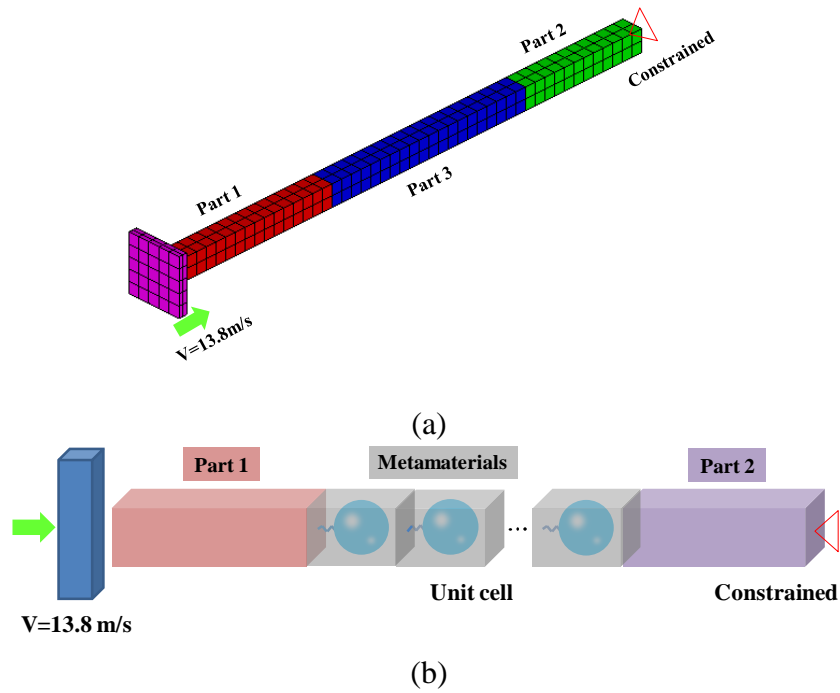 Part 2
Constrained
Part 3
Part 1
V=13.8m/s
(a)
Part 1
Metamaterials
Part 2
...
Unit cell
Constrained
V=13.8 m/s
(b)